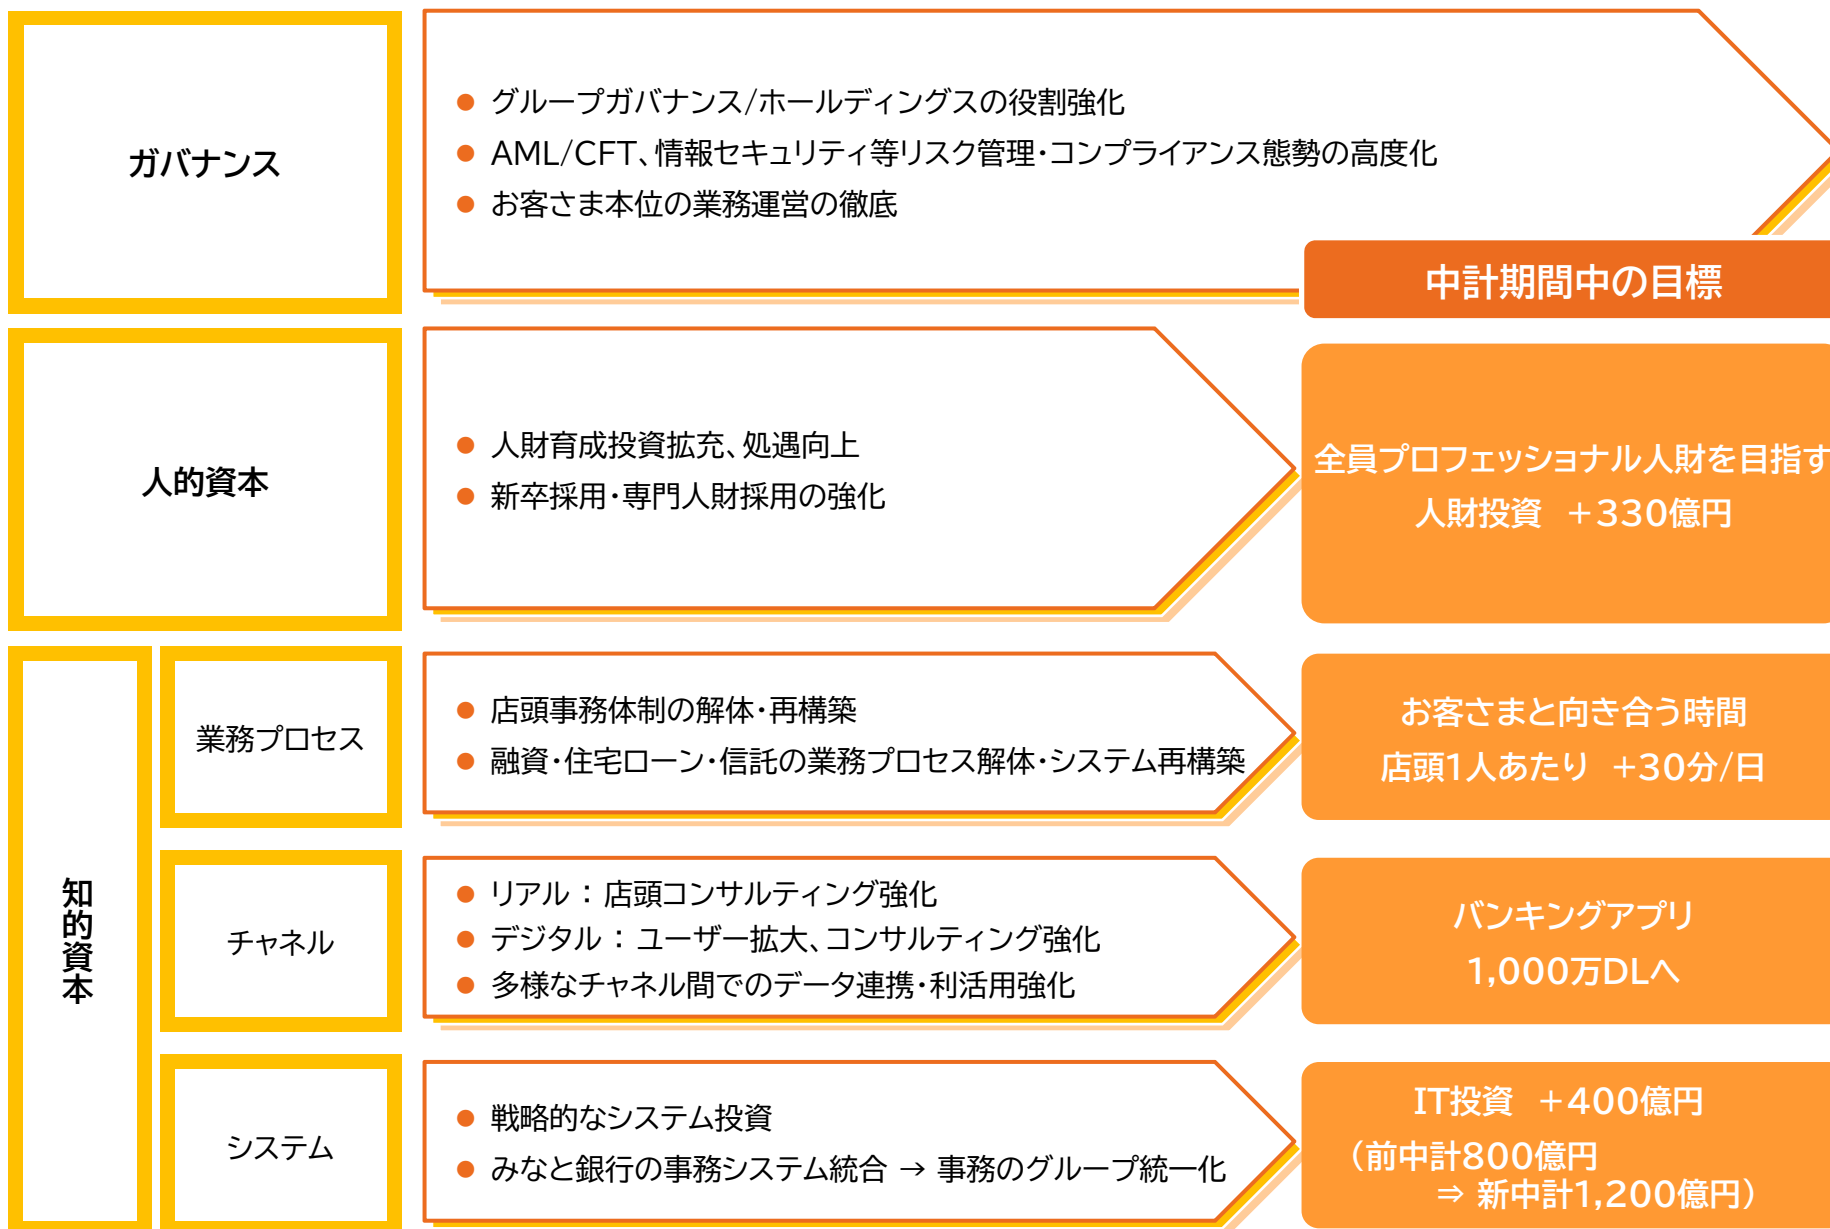 ガバナンス
● グループガバナンス/ホールディングスの役割強化
● AML/CFT、情報セキュリティ等リスク管理・コンプライアンス態勢の高度化
● お客さま本位の業務運営の徹底
中計期間中の目標
人的資本
● 人財育成投資拡充、処遇向上
● 新卒採用・専門人財採用の強化
全員プロフェッショナル人財を目指す
人財投資 +330億円
知的資本
業務プロセス
● 店頭事務体制の解体・再構築
● 融資・住宅ローン・信託の業務プロセス解体・システム再構築
お客さまと向き合う時間
店頭1人あたり +30分/日
チャネル
● リアル : 店頭コンサルティング強化
● デジタル : ユーザー拡大、コンサルティング強化
● 多様なチャネル間でのデータ連携・利活用強化
バンキングアプリ
1,000万DLへ
システム
● 戦略的なシステム投資
● みなと銀行の事務システム統合 → 事務のグループ統一化
IT投資 +400億円
(前中計800億円
⇒ 新中計1,200億円)